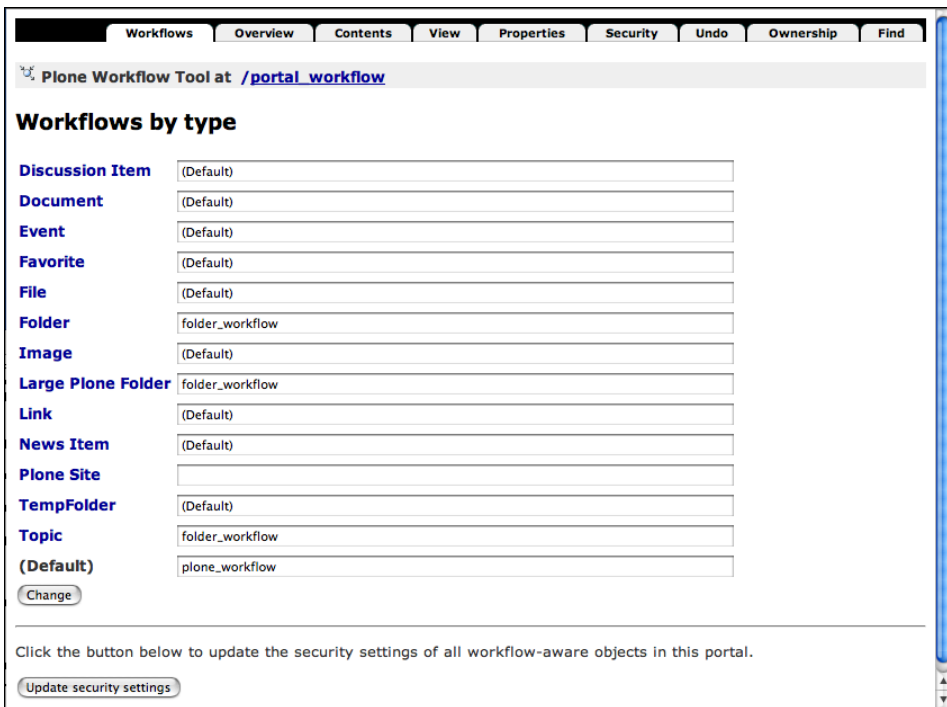 Workflows Overview Contents View Properties Security Undo Ownership Find
Plone Workflow Tool at /portal_workflow
Workflows by type
Discussion Item (Default)
Document (Default)
Event (Default)
Favorite (Default)
File (Default)
Folder folder_workflow
Image (Default)
Large Plone Folder folder_workflow
Link (Default)
News Item (Default)
Plone Site
TempFolder (Default)
Topic folder_workflow
(Default) plone_workflow
Change
Click the button below to update the security settings of all workflow-aware objects in this portal.
Update security settings